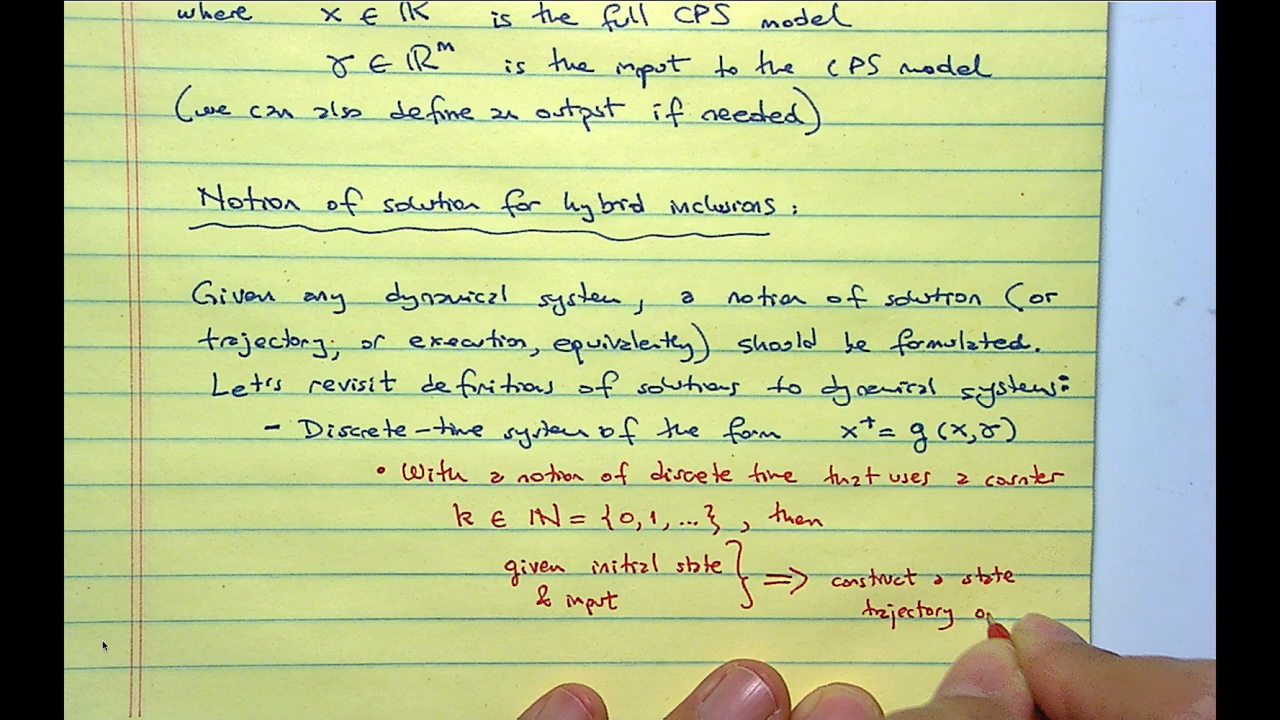 where x ∈ ℝⁿ is the full CPS model
γ ∈ ℝᵐ is the input to the CPS model
(we can also define an output if needed)
Notion of solution for hybrid inclusions :
Given any dynamical system, a notion of solution (or
trajectory, or execution, equivalently) should be formulated.
Let's revisit definitions of solutions to dynamical systems:
- Discrete-time system of the form x⁺ = g(x,γ)
• With a notion of discrete time that uses a counter
k ∈ ℕ = {0,1,...}, then
given initial state } ⇒ construct a state
& input trajectory